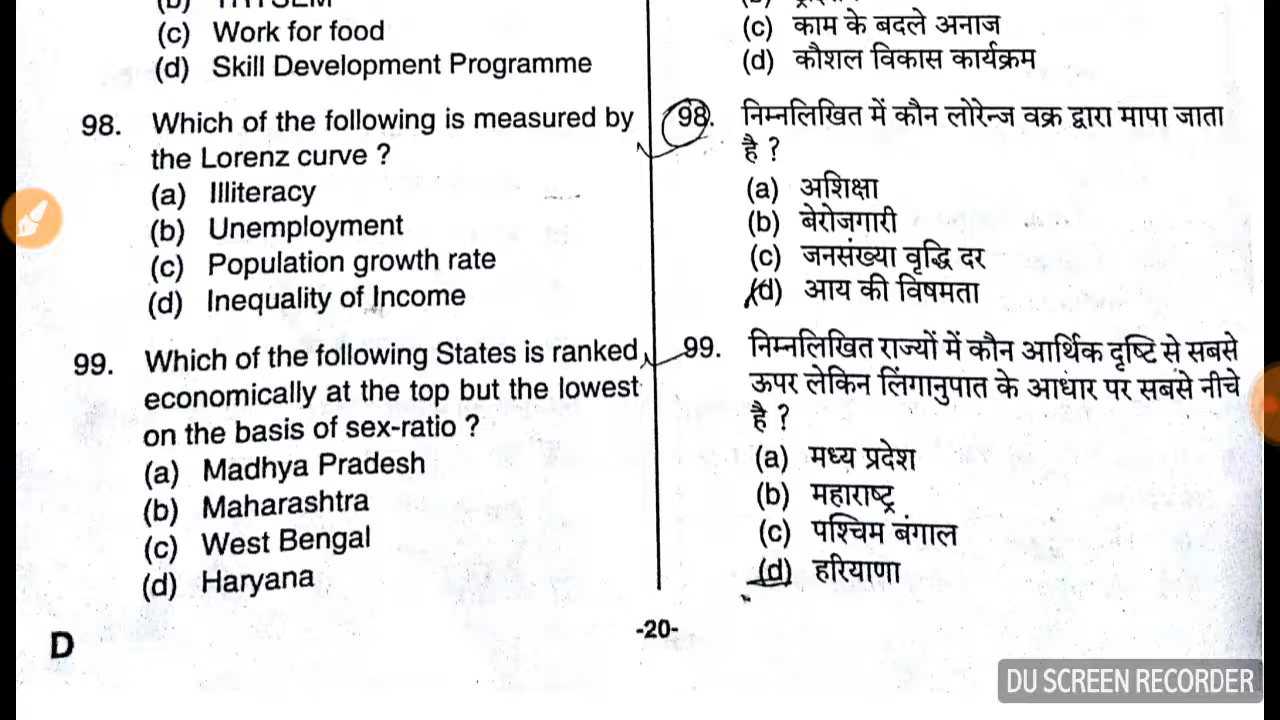 (c) Work for food
(d) Skill Development Programme
98. Which of the following is measured by
the Lorenz curve ?
(a) Illiteracy
(b) Unemployment
(c) Population growth rate
(d) Inequality of Income
99. Which of the following States is ranked
economically at the top but the lowest
on the basis of sex-ratio ?
(a) Madhya Pradesh
(b) Maharashtra
(c) West Bengal
(d) Haryana
(c) काम के बदले अनाज
(d) कौशल विकास कार्यक्रम
98. निम्नलिखित में कौन लोरेन्ज वक्र द्वारा मापा जाता
है ?
(a) अशिक्षा
(b) बेरोजगारी
(c) जनसंख्या वृद्धि दर
(d) आय की विषमता
99. निम्नलिखित राज्यों में कौन आर्थिक दृष्टि से सबसे
ऊपर लेकिन लिंगानुपात के आधार पर सबसे नीचे
है ?
(a) मध्य प्रदेश
(b) महाराष्ट्र
(c) पश्चिम बंगाल
(d) हरियाणा
D
-20-
DU SCREEN RECORDER